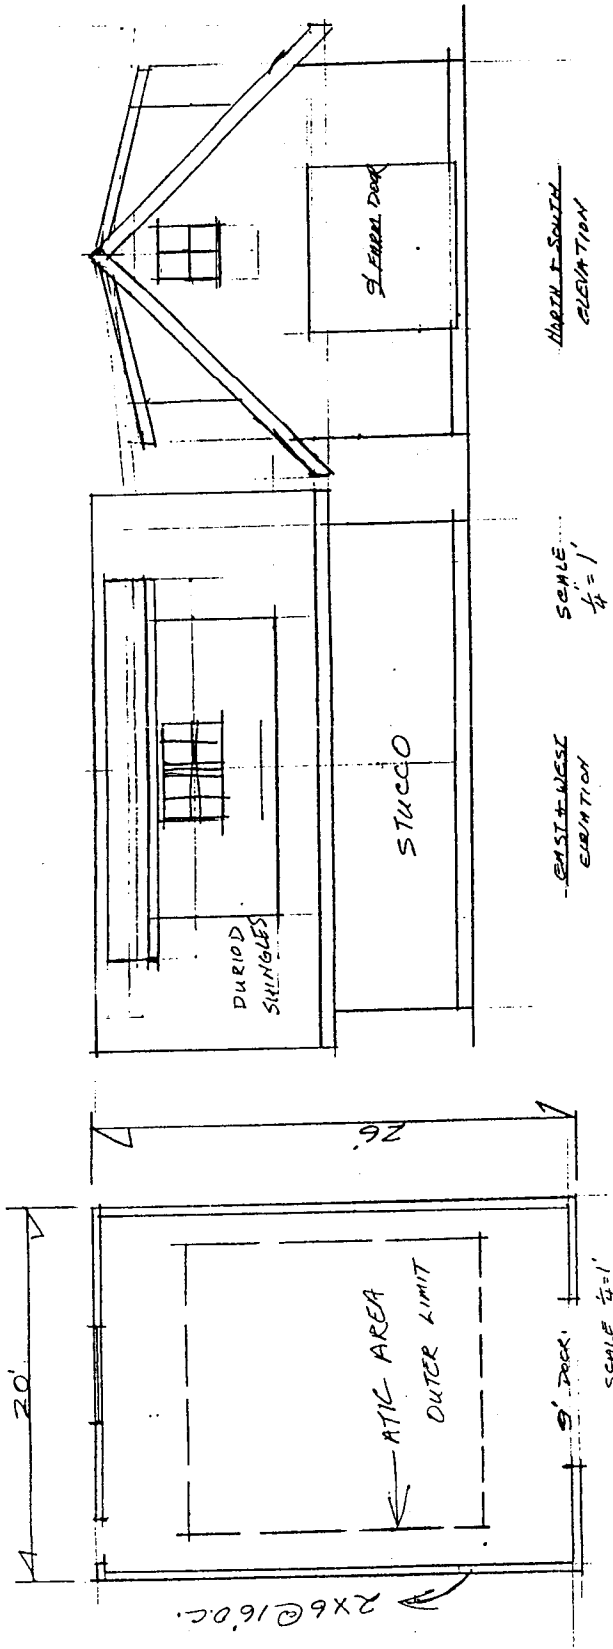 9' FARM DOOR
NORTH & SOUTH
ELEVATION
DURIOD
SHINGLES
STUCCO
SCALE
1/4" = 1'
EAST & WEST
ELEVATION
20'
26'
ATIC AREA
OUTER LIMIT
9' DOOR.
SCALE 1/4=1'
2x6@16"O.C.